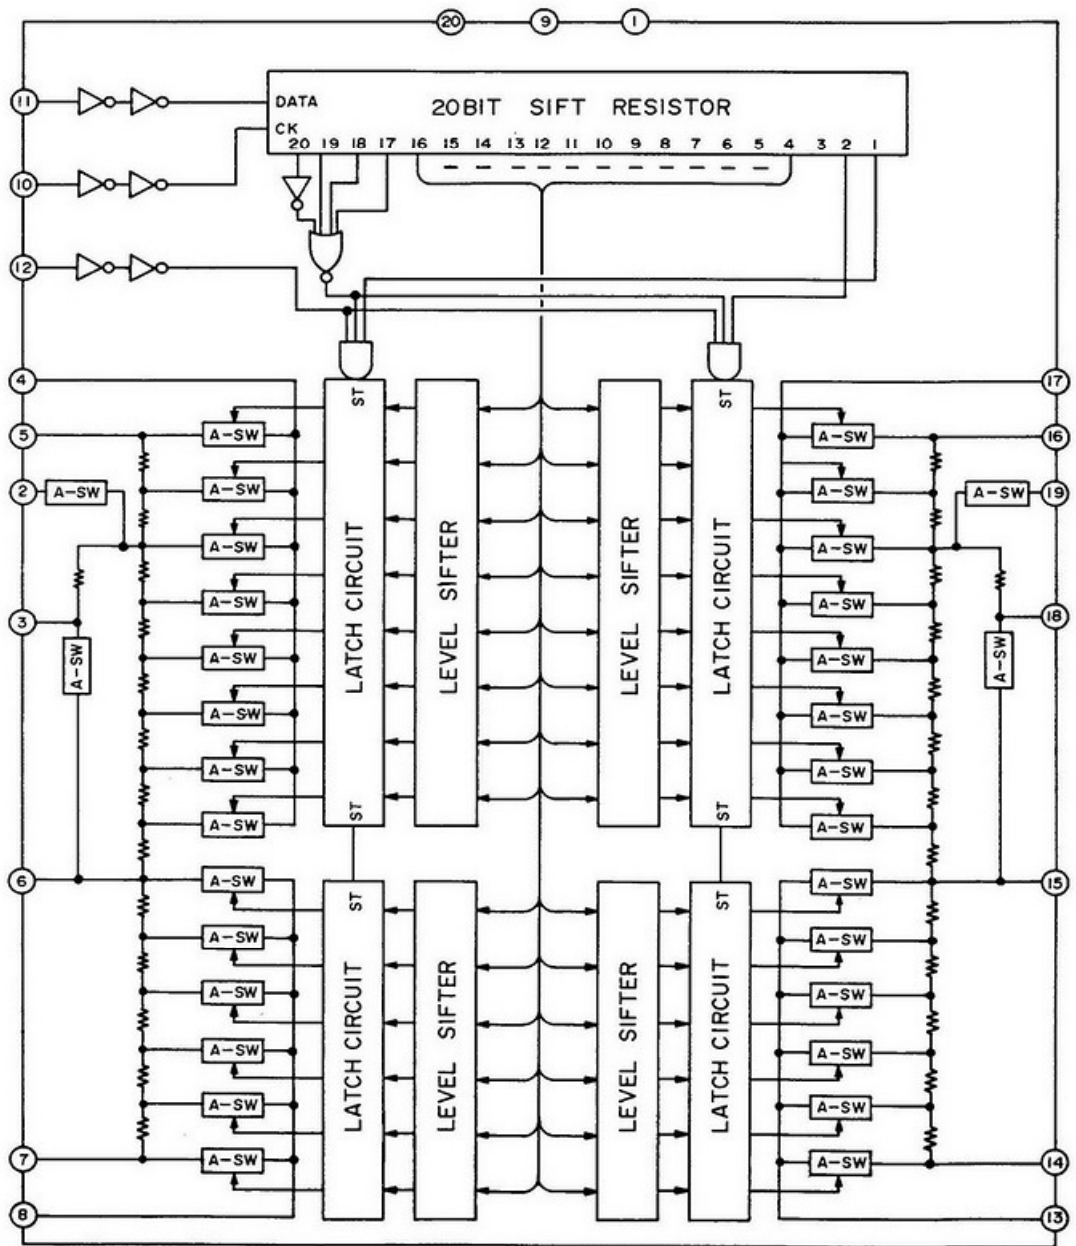 20 9 1
11 DATA 20BIT SIFT RESISTOR
CK
20 19 18 17 16 15 14 13 12 11 10 9 8 7 6 5 4 3 2 1
10
12
4 ST ST 17
5 A-SW A-SW 16
A-SW A-SW
2 A-SW A-SW 19
A-SW A-SW
A-SW A-SW
3 18
A-SW A-SW
A-SW A-SW
LATCH CIRCUIT LEVEL SIFTER LEVEL SIFTER LATCH CIRCUIT
A-SW A-SW
A-SW A-SW
A-SW A-SW
ST ST
6 A-SW A-SW 15
ST ST
A-SW A-SW
A-SW A-SW
LATCH CIRCUIT LEVEL SIFTER LEVEL SIFTER LATCH CIRCUIT
A-SW A-SW
A-SW A-SW
7 A-SW A-SW 14
8 13